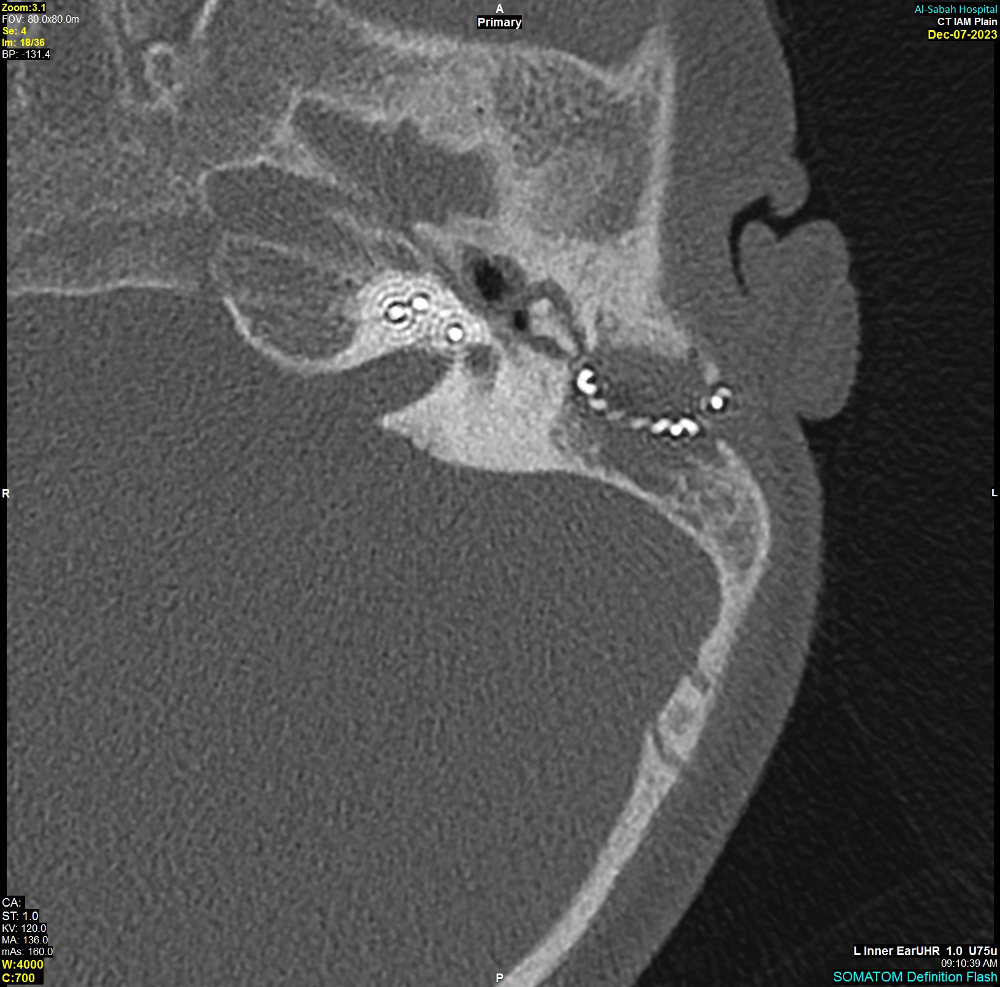 Zoom:3.1
FOV: 80.0x80.0m
Se: 4
Im: 18/36
BP: -131.4
A
Primary
Al-Sabah Hospital
CT IAM Plain
Dec-07-2023
R
L
CA:
ST: 1.0
KV: 120.0
MA: 136.0
mAs: 160.0
W:4000
C:700
P
L Inner EarUHR 1.0 U75u
09:10:39 AM
SOMATOM Definition Flash